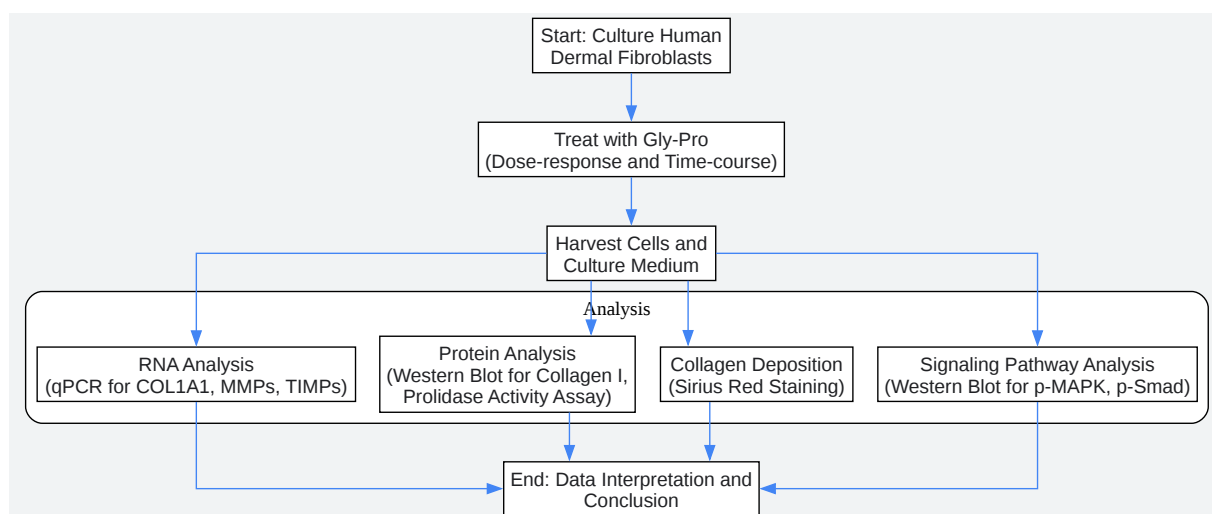 Start: Culture Human
Dermal Fibroblasts
Treat with Gly-Pro
(Dose-response and Time-course)
Harvest Cells and
Culture Medium
Analysis
RNA Analysis
(qPCR for COL1A1, MMPs, TIMPs)
Protein Analysis
(Western Blot for Collagen I,
Prolidase Activity Assay)
Collagen Deposition
(Sirius Red Staining)
Signaling Pathway Analysis
(Western Blot for p-MAPK, p-Smad)
End: Data Interpretation and
Conclusion